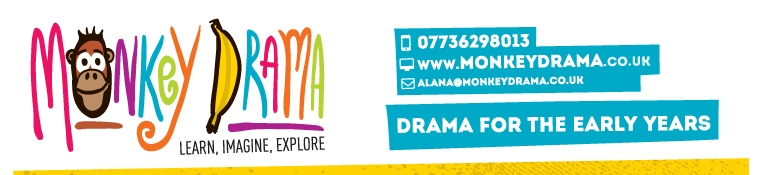 MONKEY DRAMA
LEARN, IMAGINE, EXPLORE
07736298013
WWW.MONKEYDRAMA.CO.UK
ALANA@MONKEYDRAMA.CO.UK
DRAMA FOR THE EARLY YEARS